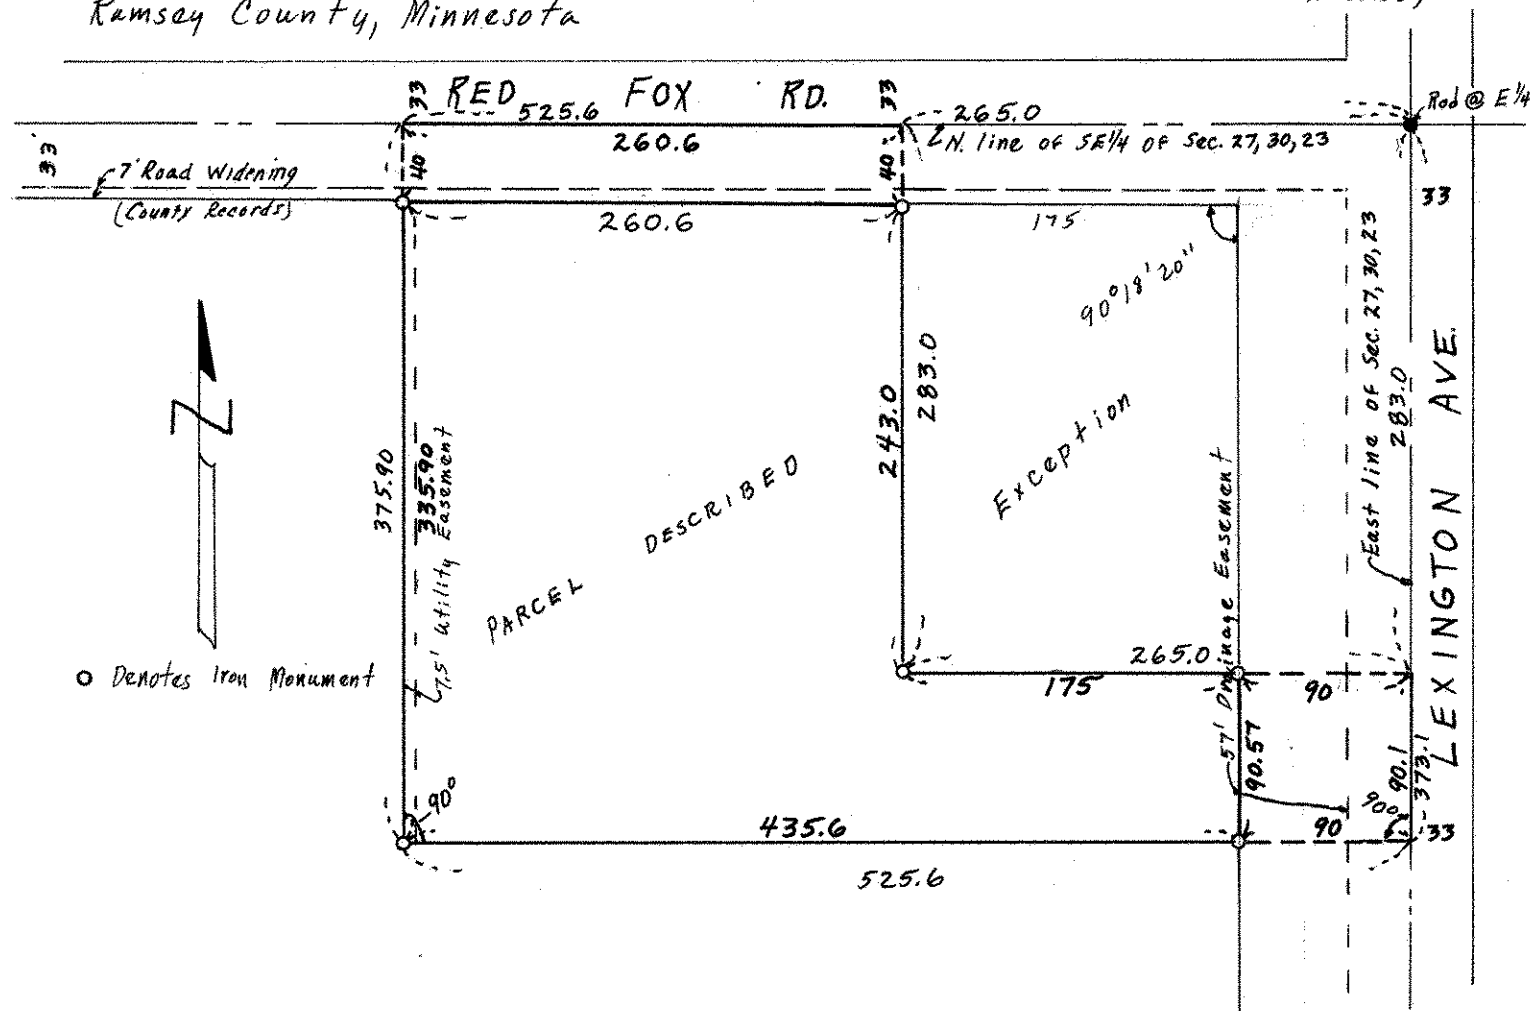 Ramsey County, Minnesota
RED FOX RD.
33
33
525.6
265.0
Rod @ E 1/4
260.6
N. line of SE1/4 of Sec. 27, 30, 23
33
7' Road Widening
(County Records)
40
40
33
260.6
175
90° 18' 20"
East line of Sec. 27, 30, 23
283.0
LEXINGTON AVE.
N
375.90
335.90
7.5' Utility Easement
243.0
283.0
PARCEL DESCRIBED
Exception
57' Drainage Easement
o Denotes Iron Monument
265.0
175
90
90.57
90.1
373.1
90°
90°
435.6
90
33
525.6